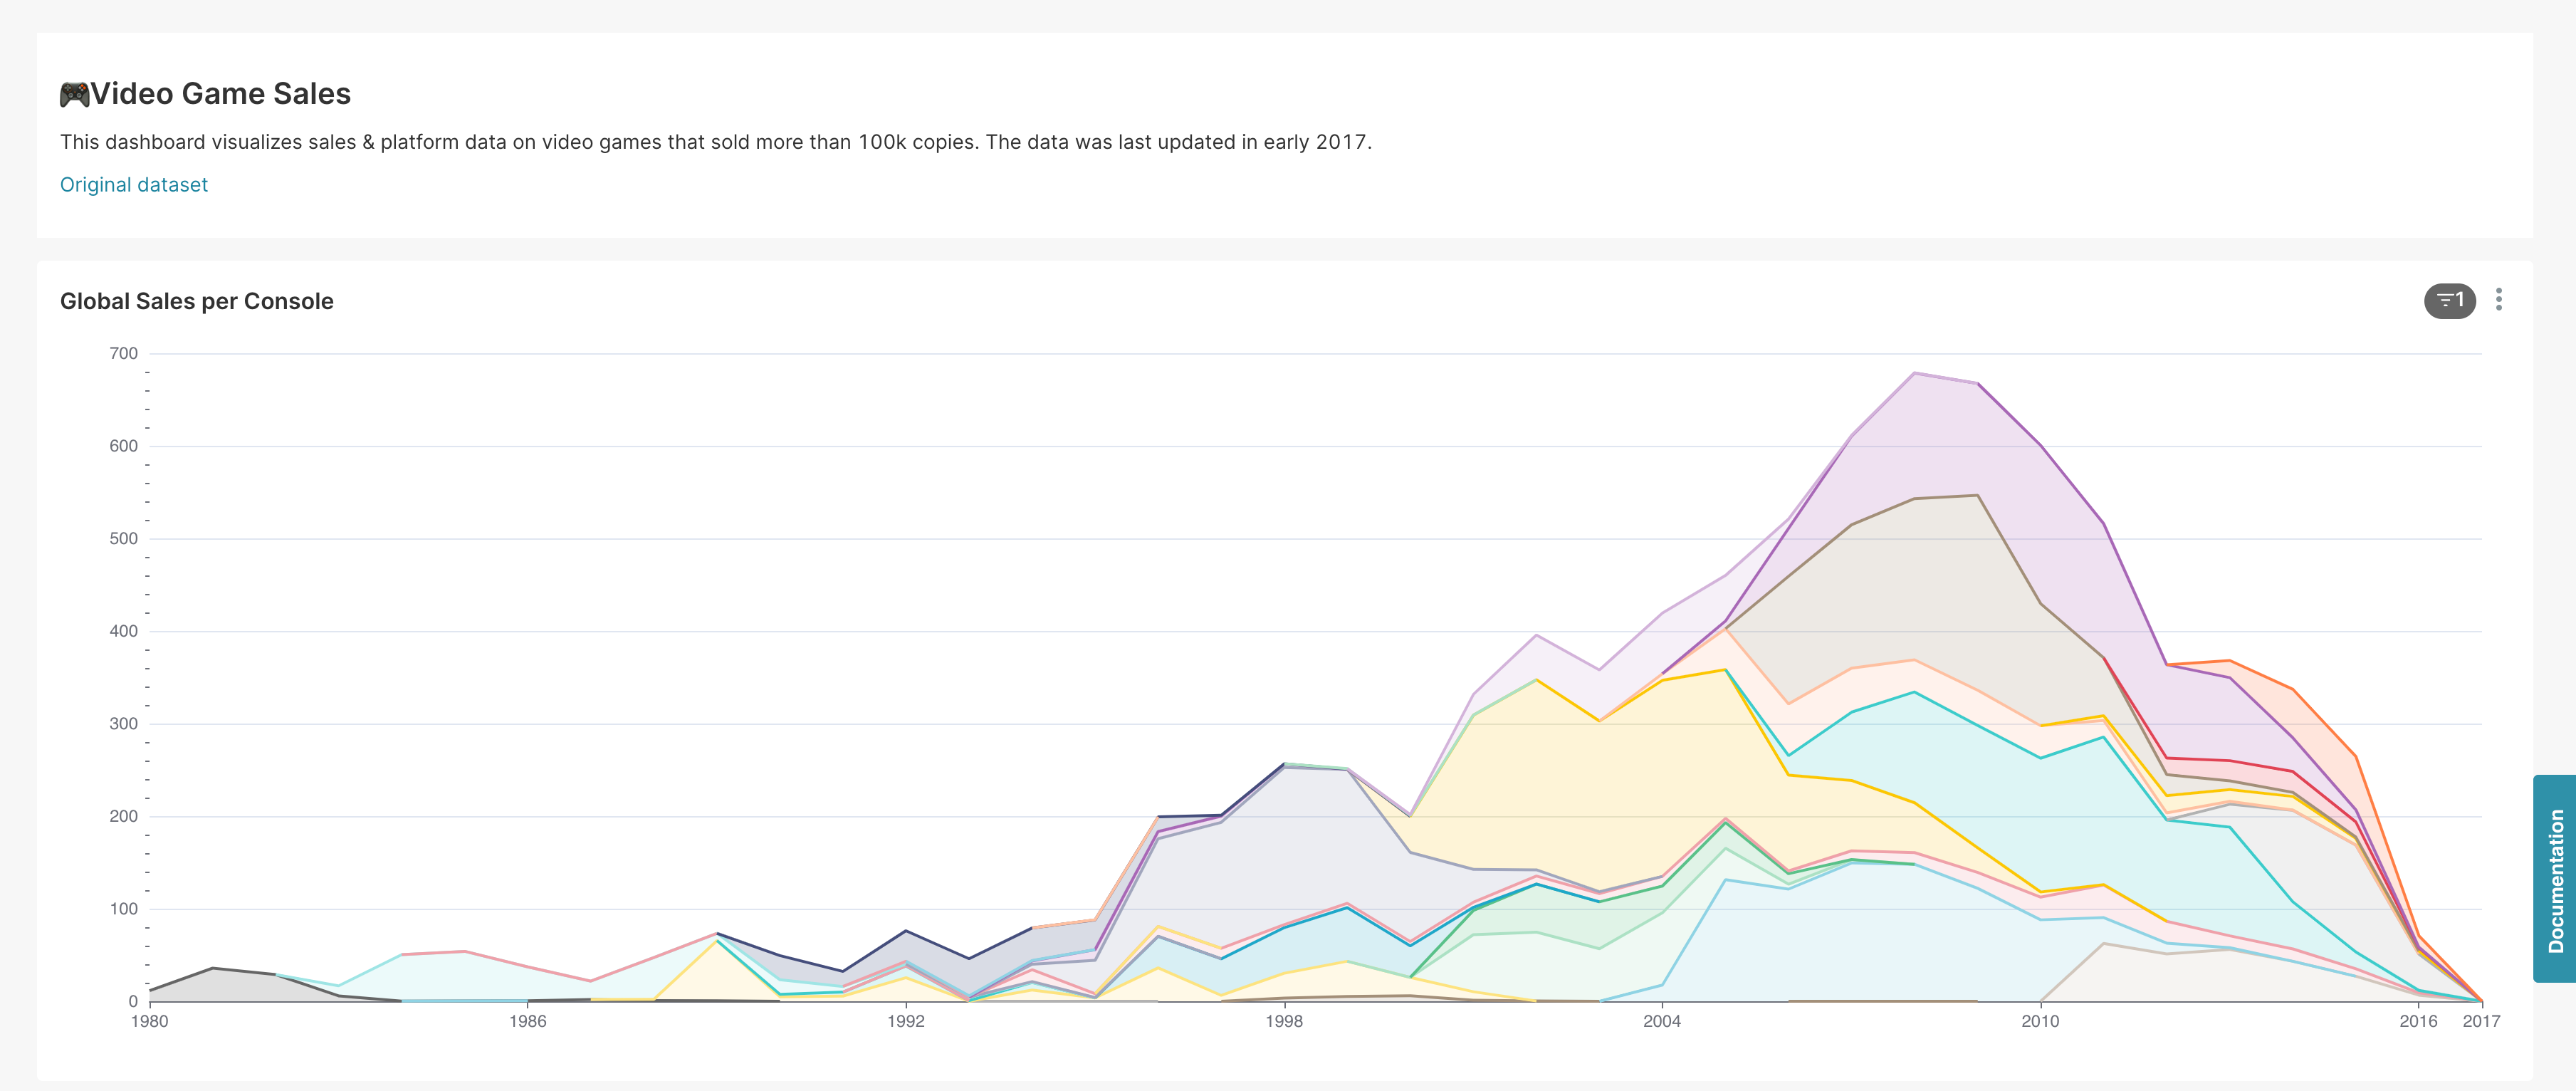 🎮Video Game Sales
This dashboard visualizes sales & platform data on video games that sold more than 100k copies. The data was last updated in early 2017.
Original dataset
Global Sales per Console
1
700
600
500
400
300
200
100
0
1980 1986 1992 1998 2004 2010 2016 2017
Documentation